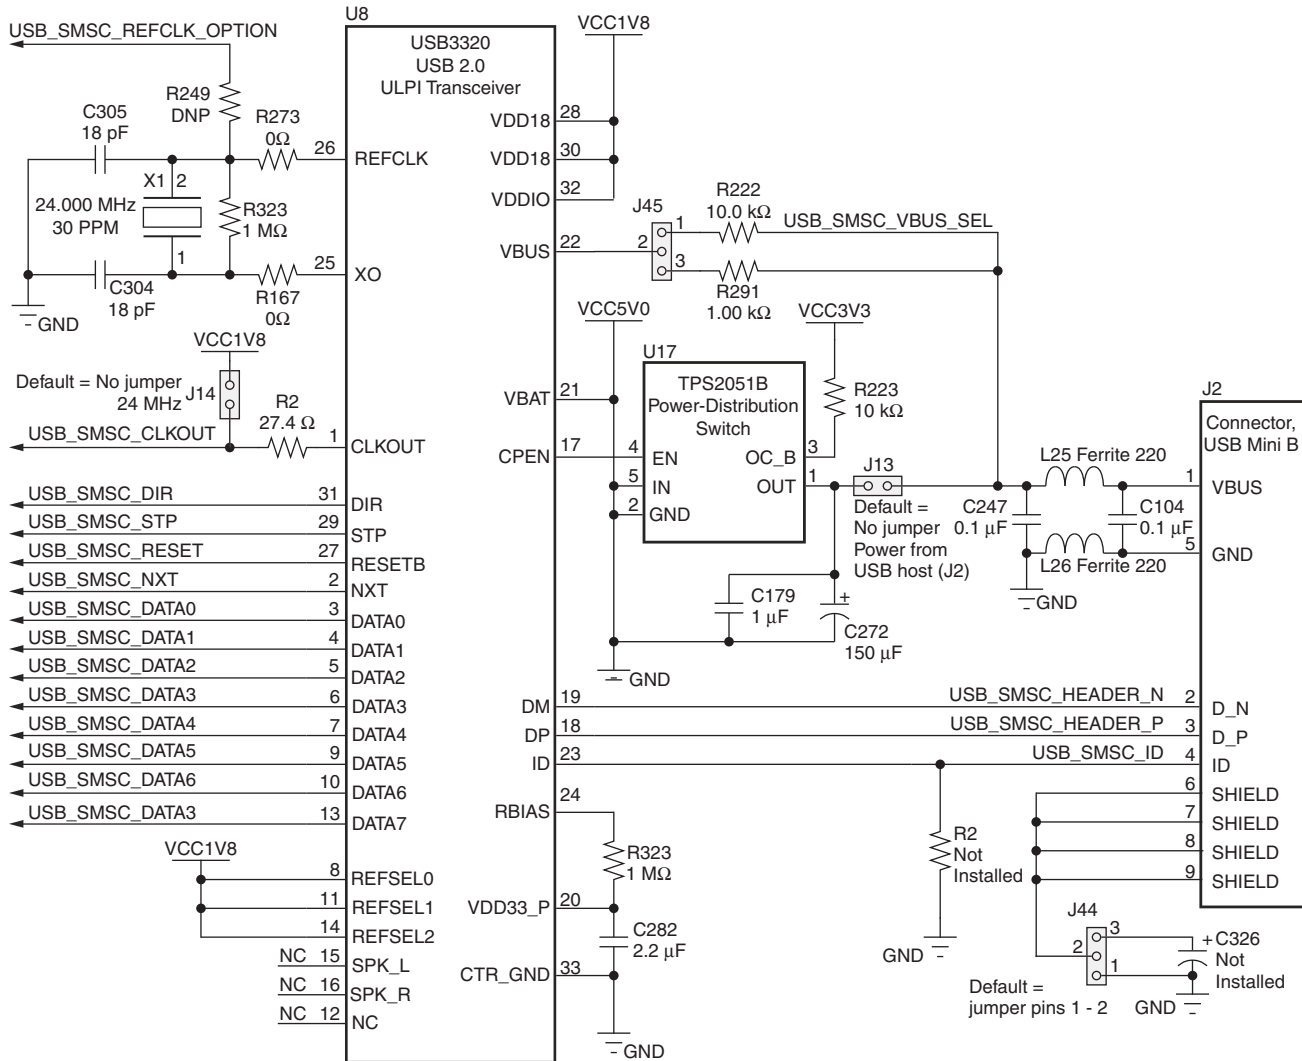 U8
USB3320
USB 2.0
ULPI Transceiver
VCC1V8
USB_SMSC_REFCLK_OPTION
R249
DNP
C305
18 pF
R273
0Ω
26
REFCLK
X1
2
24.000 MHz
30 PPM
R323
1 MΩ
1
25
XO
C304
18 pF
R167
0Ω
GND
VDD18
28
VDD18
30
VDDIO
32
VBUS
22
J45
1
2
3
R222
10.0 kΩ
USB_SMSC_VBUS_SEL
R291
1.00 kΩ
VCC5V0
VCC3V3
VCC1V8
Default = No jumper
24 MHz
J14
R2
27.4 Ω
USB_SMSC_CLKOUT
1
CLKOUT
VBAT
21
CPEN
17
U17
TPS2051B
Power-Distribution
Switch
4
EN
5
IN
2
GND
OC_B
3
OUT
1
R223
10 kΩ
J13
Default =
No jumper
Power from
USB host (J2)
C247
0.1 µF
L25 Ferrite 220
C104
0.1 µF
L26 Ferrite 220
GND
J2
Connector,
USB Mini B
1
VBUS
5
GND
C179
1 µF
+
C272
150 µF
GND
USB_SMSC_DIR
31
DIR
USB_SMSC_STP
29
STP
USB_SMSC_RESET
27
RESETB
USB_SMSC_NXT
2
NXT
USB_SMSC_DATA0
3
DATA0
USB_SMSC_DATA1
4
DATA1
USB_SMSC_DATA2
5
DATA2
USB_SMSC_DATA3
6
DATA3
USB_SMSC_DATA4
7
DATA4
USB_SMSC_DATA5
9
DATA5
USB_SMSC_DATA6
10
DATA6
USB_SMSC_DATA3
13
DATA7
DM
19
USB_SMSC_HEADER_N
2
D_N
DP
18
USB_SMSC_HEADER_P
3
D_P
ID
23
USB_SMSC_ID
4
ID
6
SHIELD
7
SHIELD
8
SHIELD
9
SHIELD
RBIAS
24
R323
1 MΩ
VDD33_P
20
C282
2.2 µF
CTR_GND
33
GND
R2
Not
Installed
GND
J44
3
2
1
Default =
jumper pins 1 - 2
+
C326
Not
Installed
GND
VCC1V8
8
REFSEL0
11
REFSEL1
14
REFSEL2
NC
15
SPK_L
NC
16
SPK_R
NC
12
NC